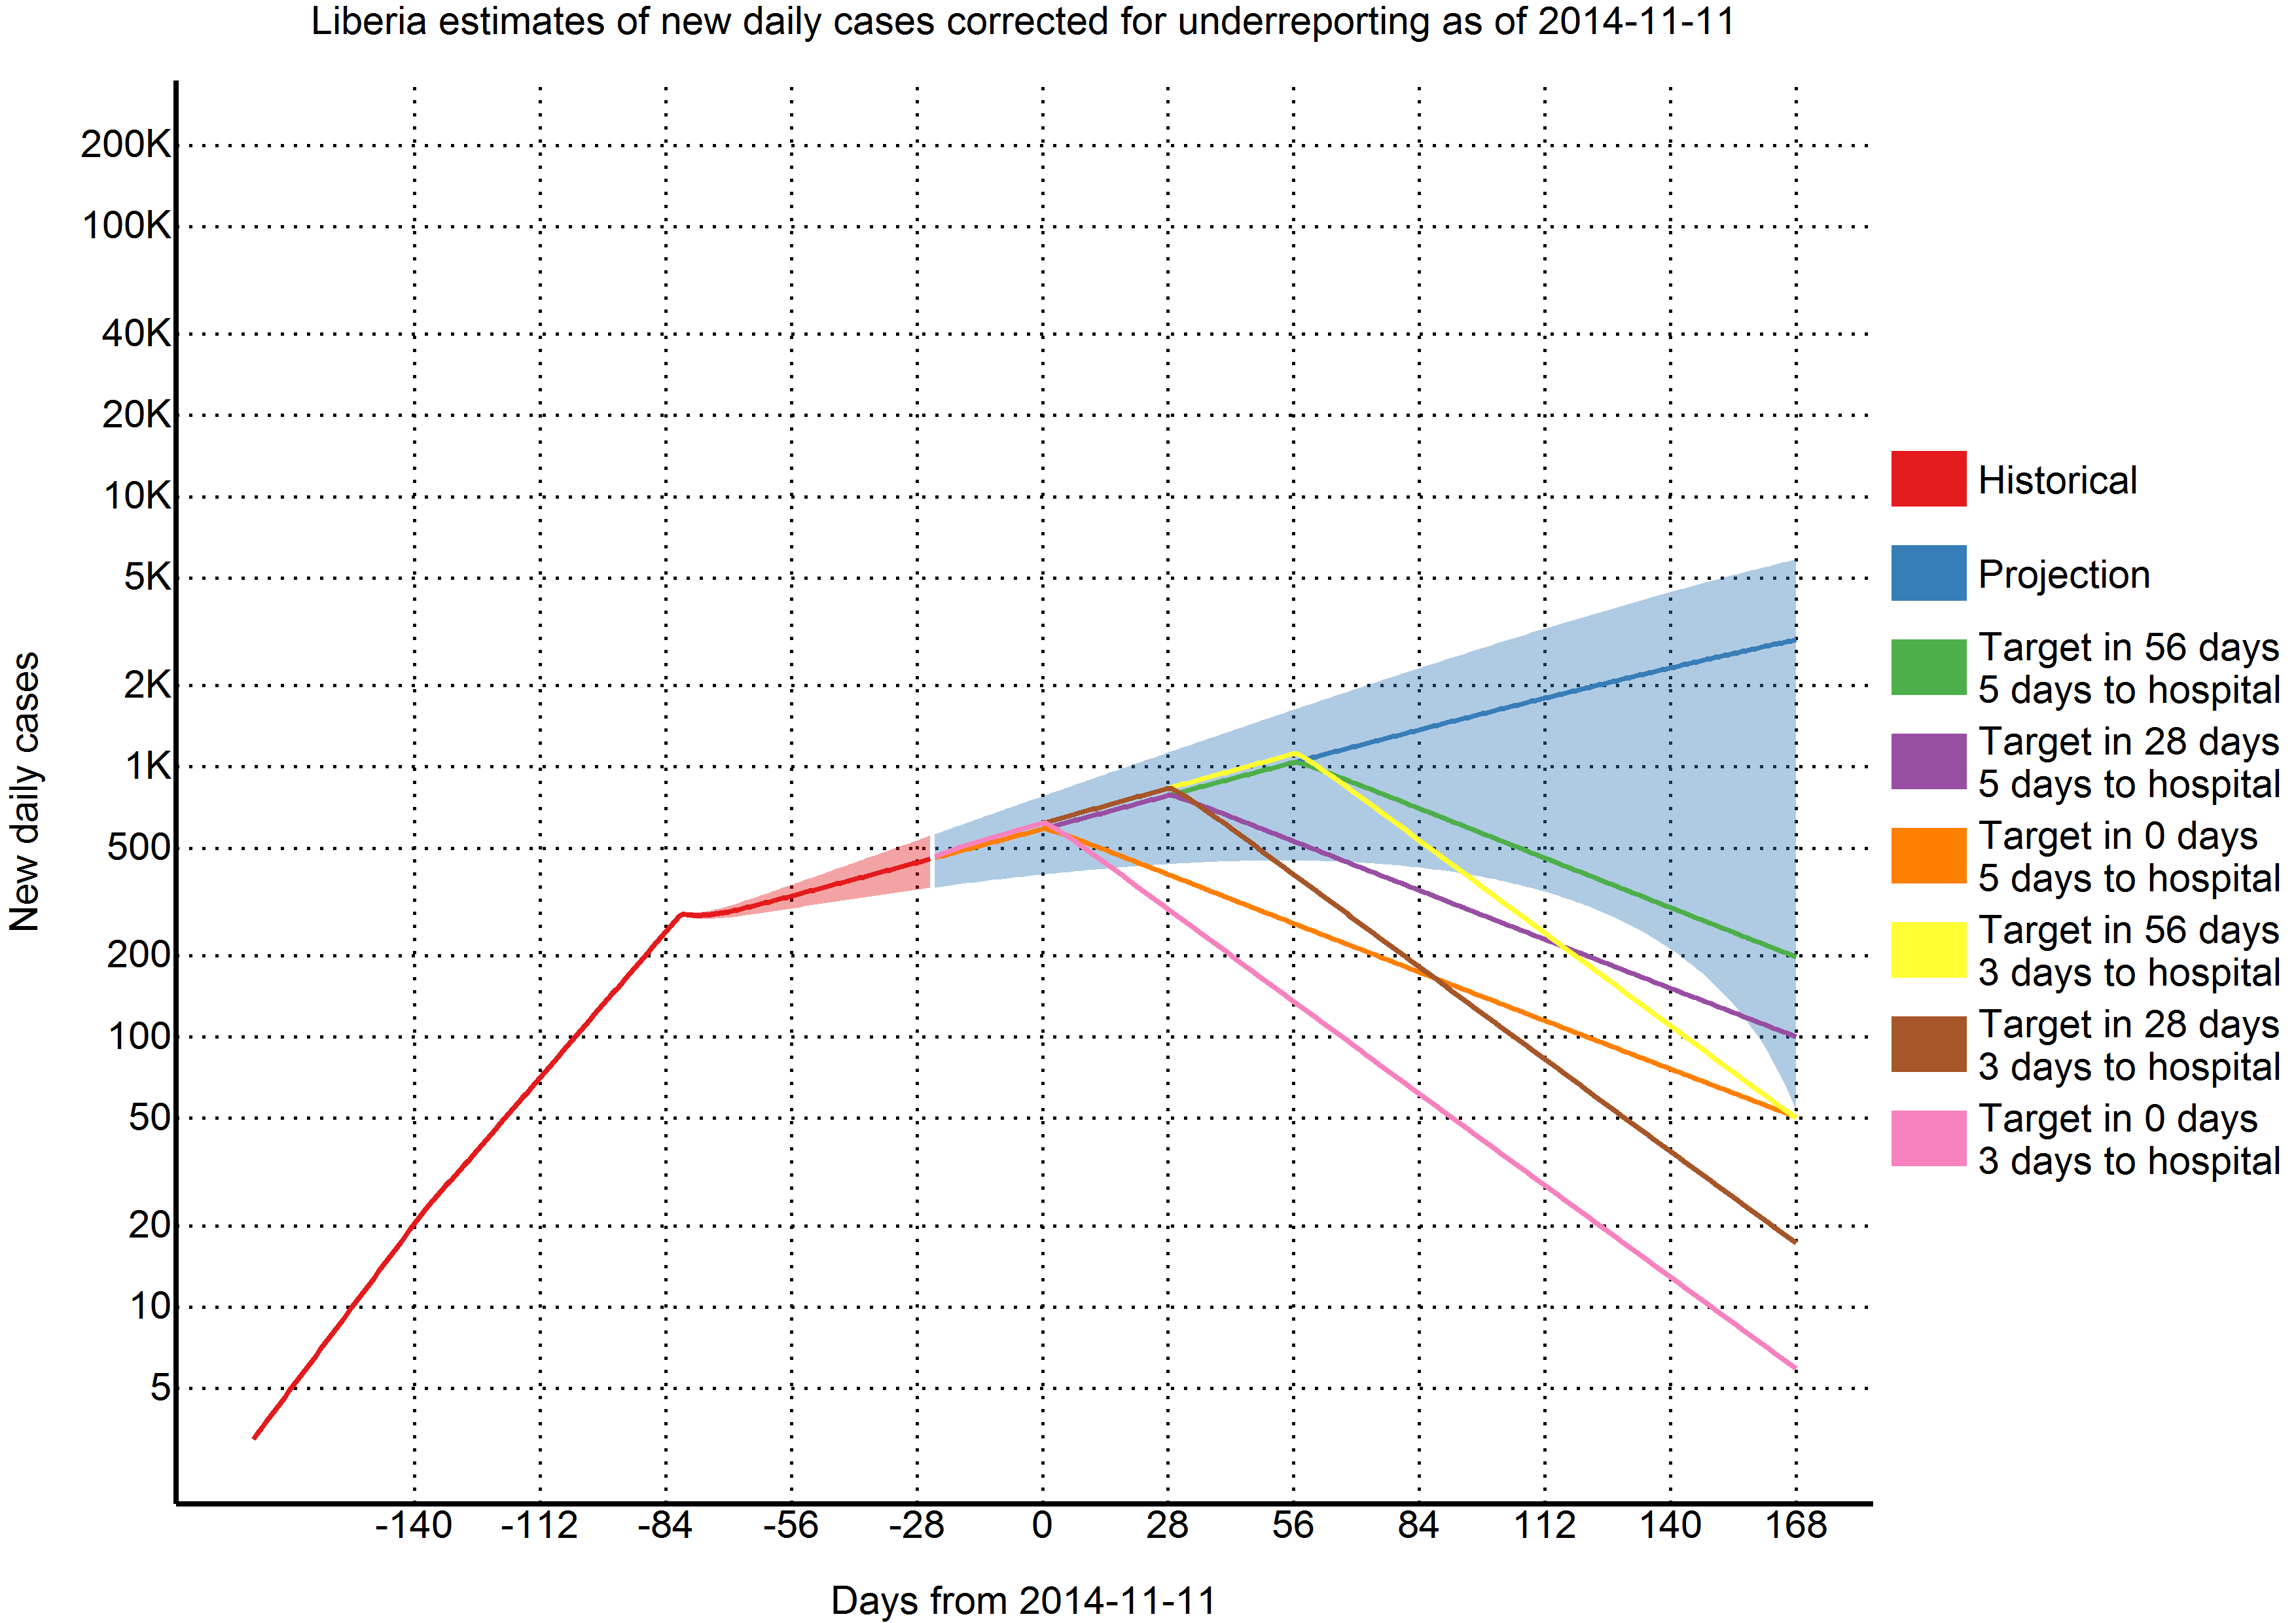 Liberia estimates of new daily cases corrected for underreporting as of 2014-11-11
New daily cases
200K
100K
40K
20K
10K
5K
2K
1K
500
200
100
50
20
10
5
-140 -112 -84 -56 -28 0 28 56 84 112 140 168
Days from 2014-11-11
Historical
Projection
Target in 56 days
5 days to hospital
Target in 28 days
5 days to hospital
Target in 0 days
5 days to hospital
Target in 56 days
3 days to hospital
Target in 28 days
3 days to hospital
Target in 0 days
3 days to hospital